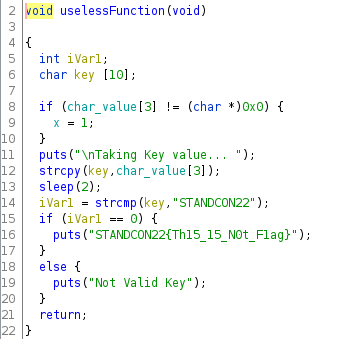 2 void uselessFunction(void)
3
4 {
5 int iVar1;
6 char key [10];
7
8 if (char_value[3] != (char *)0x0) {
9 x = 1;
10 }
11 puts("\nTaking Key value... ");
12 strcpy(key,char_value[3]);
13 sleep(2);
14 iVar1 = strcmp(key,"STANDCON22");
15 if (iVar1 == 0) {
16 puts("STANDCON22{Th15_15_N0t_F1ag}");
17 }
18 else {
19 puts("Not Valid Key");
20 }
21 return;
22 }